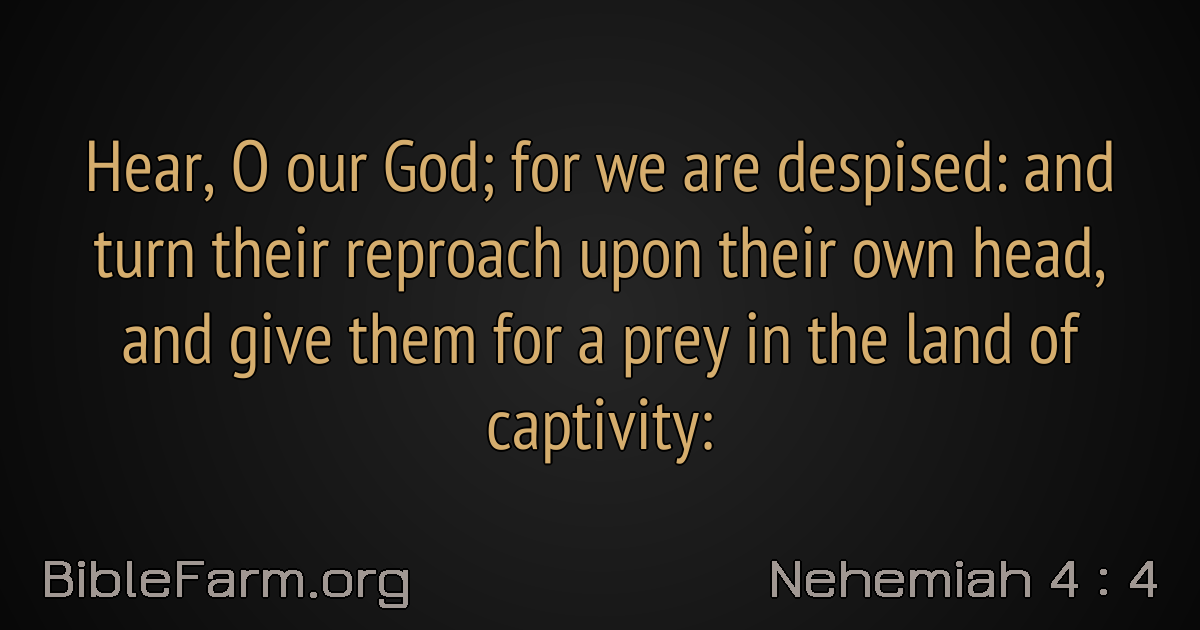 Hear, O our God; for we are despised: and
turn their reproach upon their own head,
and give them for a prey in the land of
captivity:
BibleFarm.org
Nehemiah 4 : 4